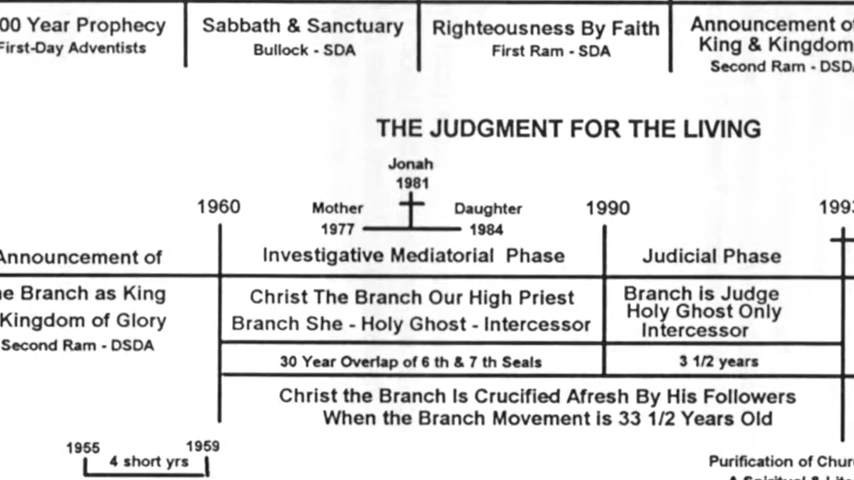 00 Year Prophecy
First-Day Adventists
Sabbath & Sanctuary
Bullock - SDA
Righteousness By Faith
First Ram - SDA
Announcement of
King & Kingdom
Second Ram - DSDA
THE JUDGMENT FOR THE LIVING
Jonah
1981
1960
Mother
1977
Daughter
1984
1990
1993
Announcement of
Investigative Mediatorial Phase
Judicial Phase
e Branch as King
Kingdom of Glory
Second Ram - DSDA
Christ The Branch Our High Priest
Branch She - Holy Ghost - Intercessor
Branch is Judge
Holy Ghost Only
Intercessor
30 Year Overlap of 6 th & 7 th Seals
3 1/2 years
Christ the Branch Is Crucified Afresh By His Followers
When the Branch Movement is 33 1/2 Years Old
1955
1959
4 short yrs
Purification of Chur